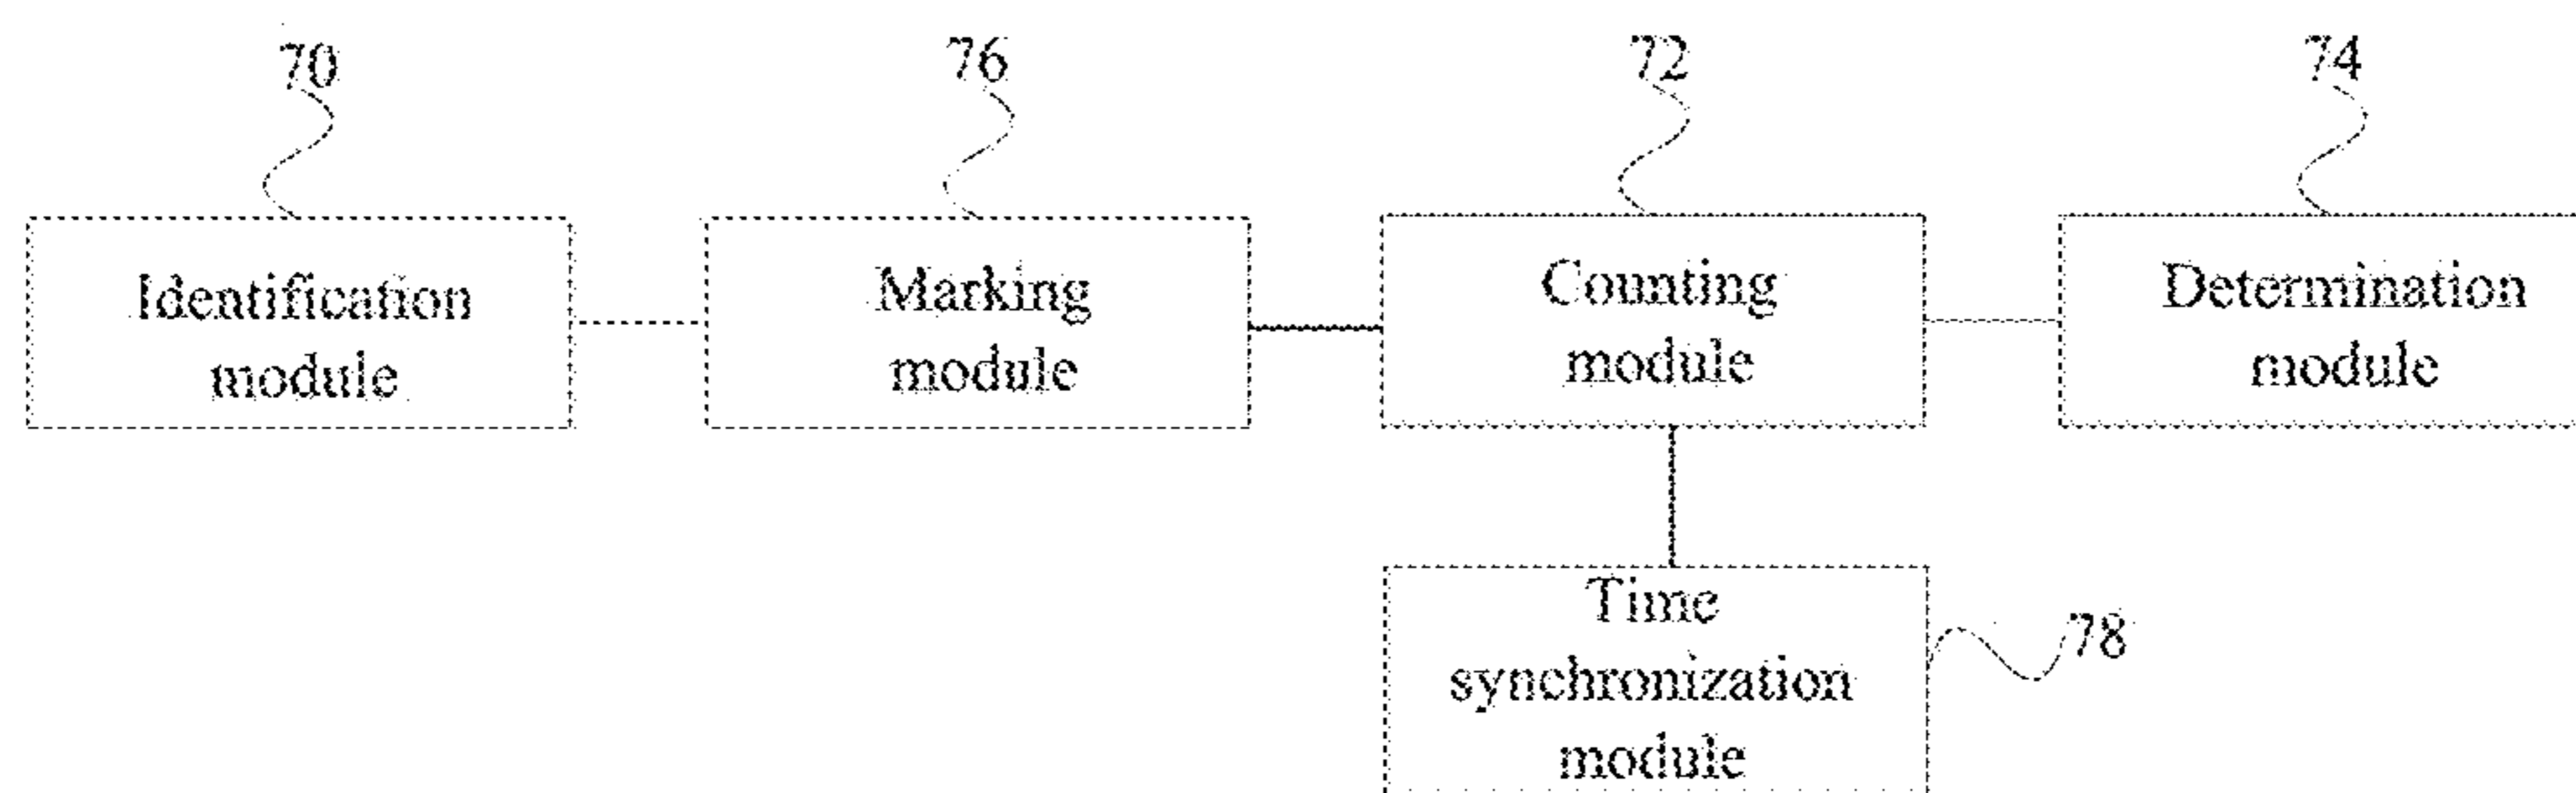 70
76
72
74
Identification
module
Marking
module
Counting
module
Determination
module
Time
synchronization
module
78